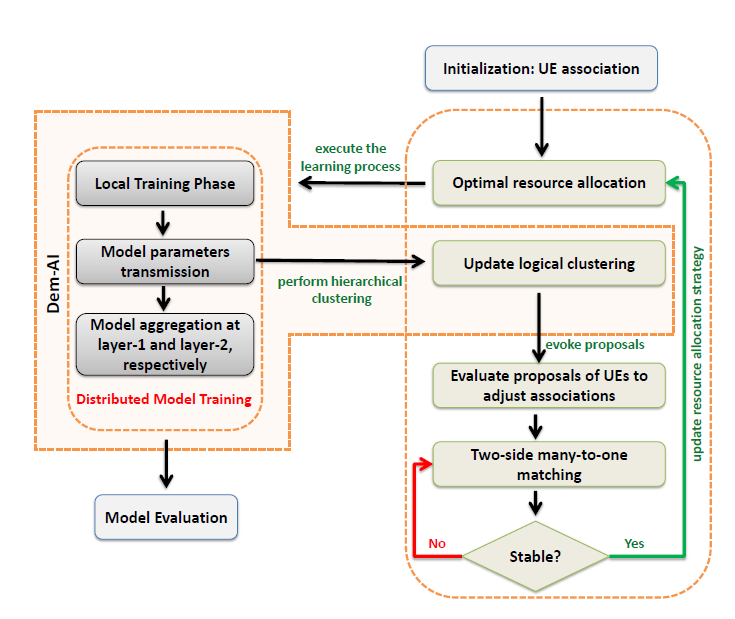 Initialization: UE association
execute the
learning process
Optimal resource allocation
Local Training Phase
Model parameters
transmission
Update logical clustering
perform hierarchical
clustering
Dem-AI
Model aggregation at
layer-1 and layer-2,
respectively
Distributed Model Training
evoke proposals
Evaluate proposals of UEs to
adjust associations
update resource allocation strategy
Two-side many-to-one
matching
Model Evaluation
No
Stable?
Yes